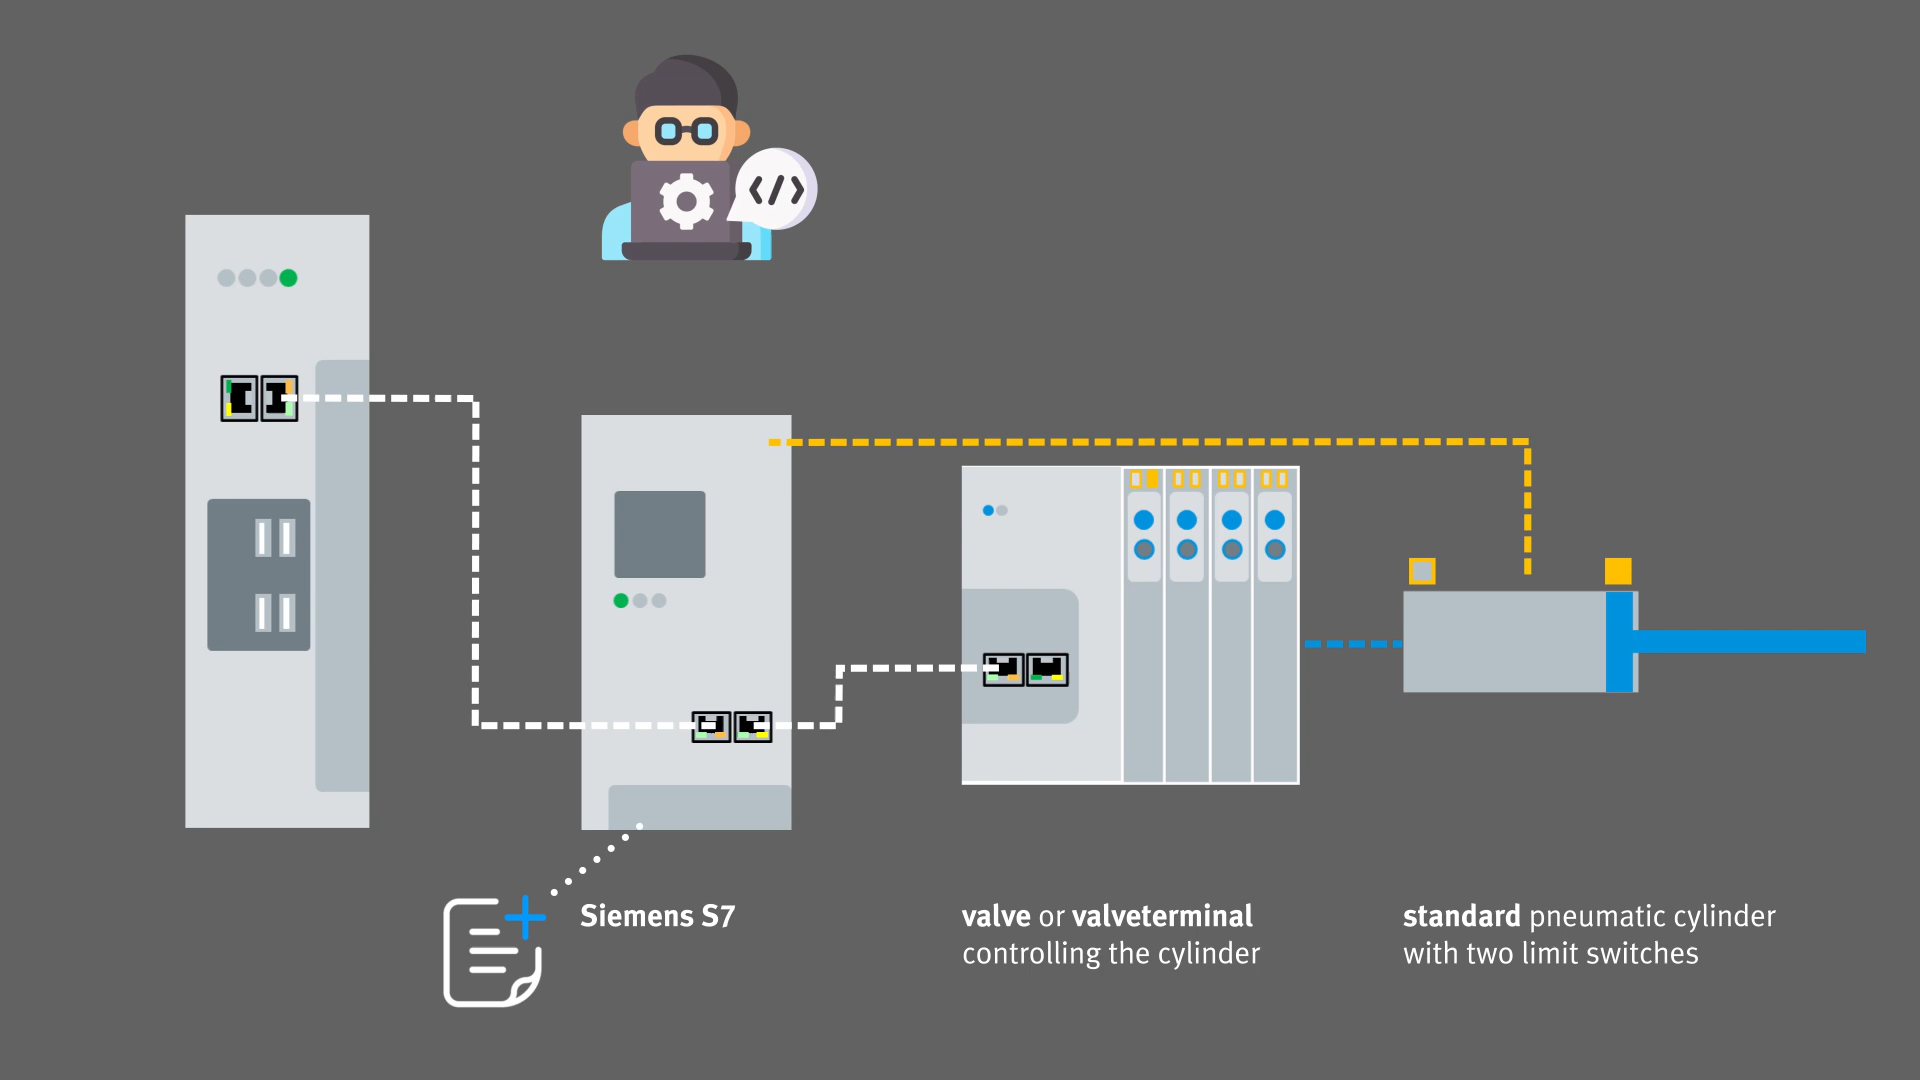 </>
Siemens S7
valve or valveterminal
controlling the cylinder
standard pneumatic cylinder
with two limit switches